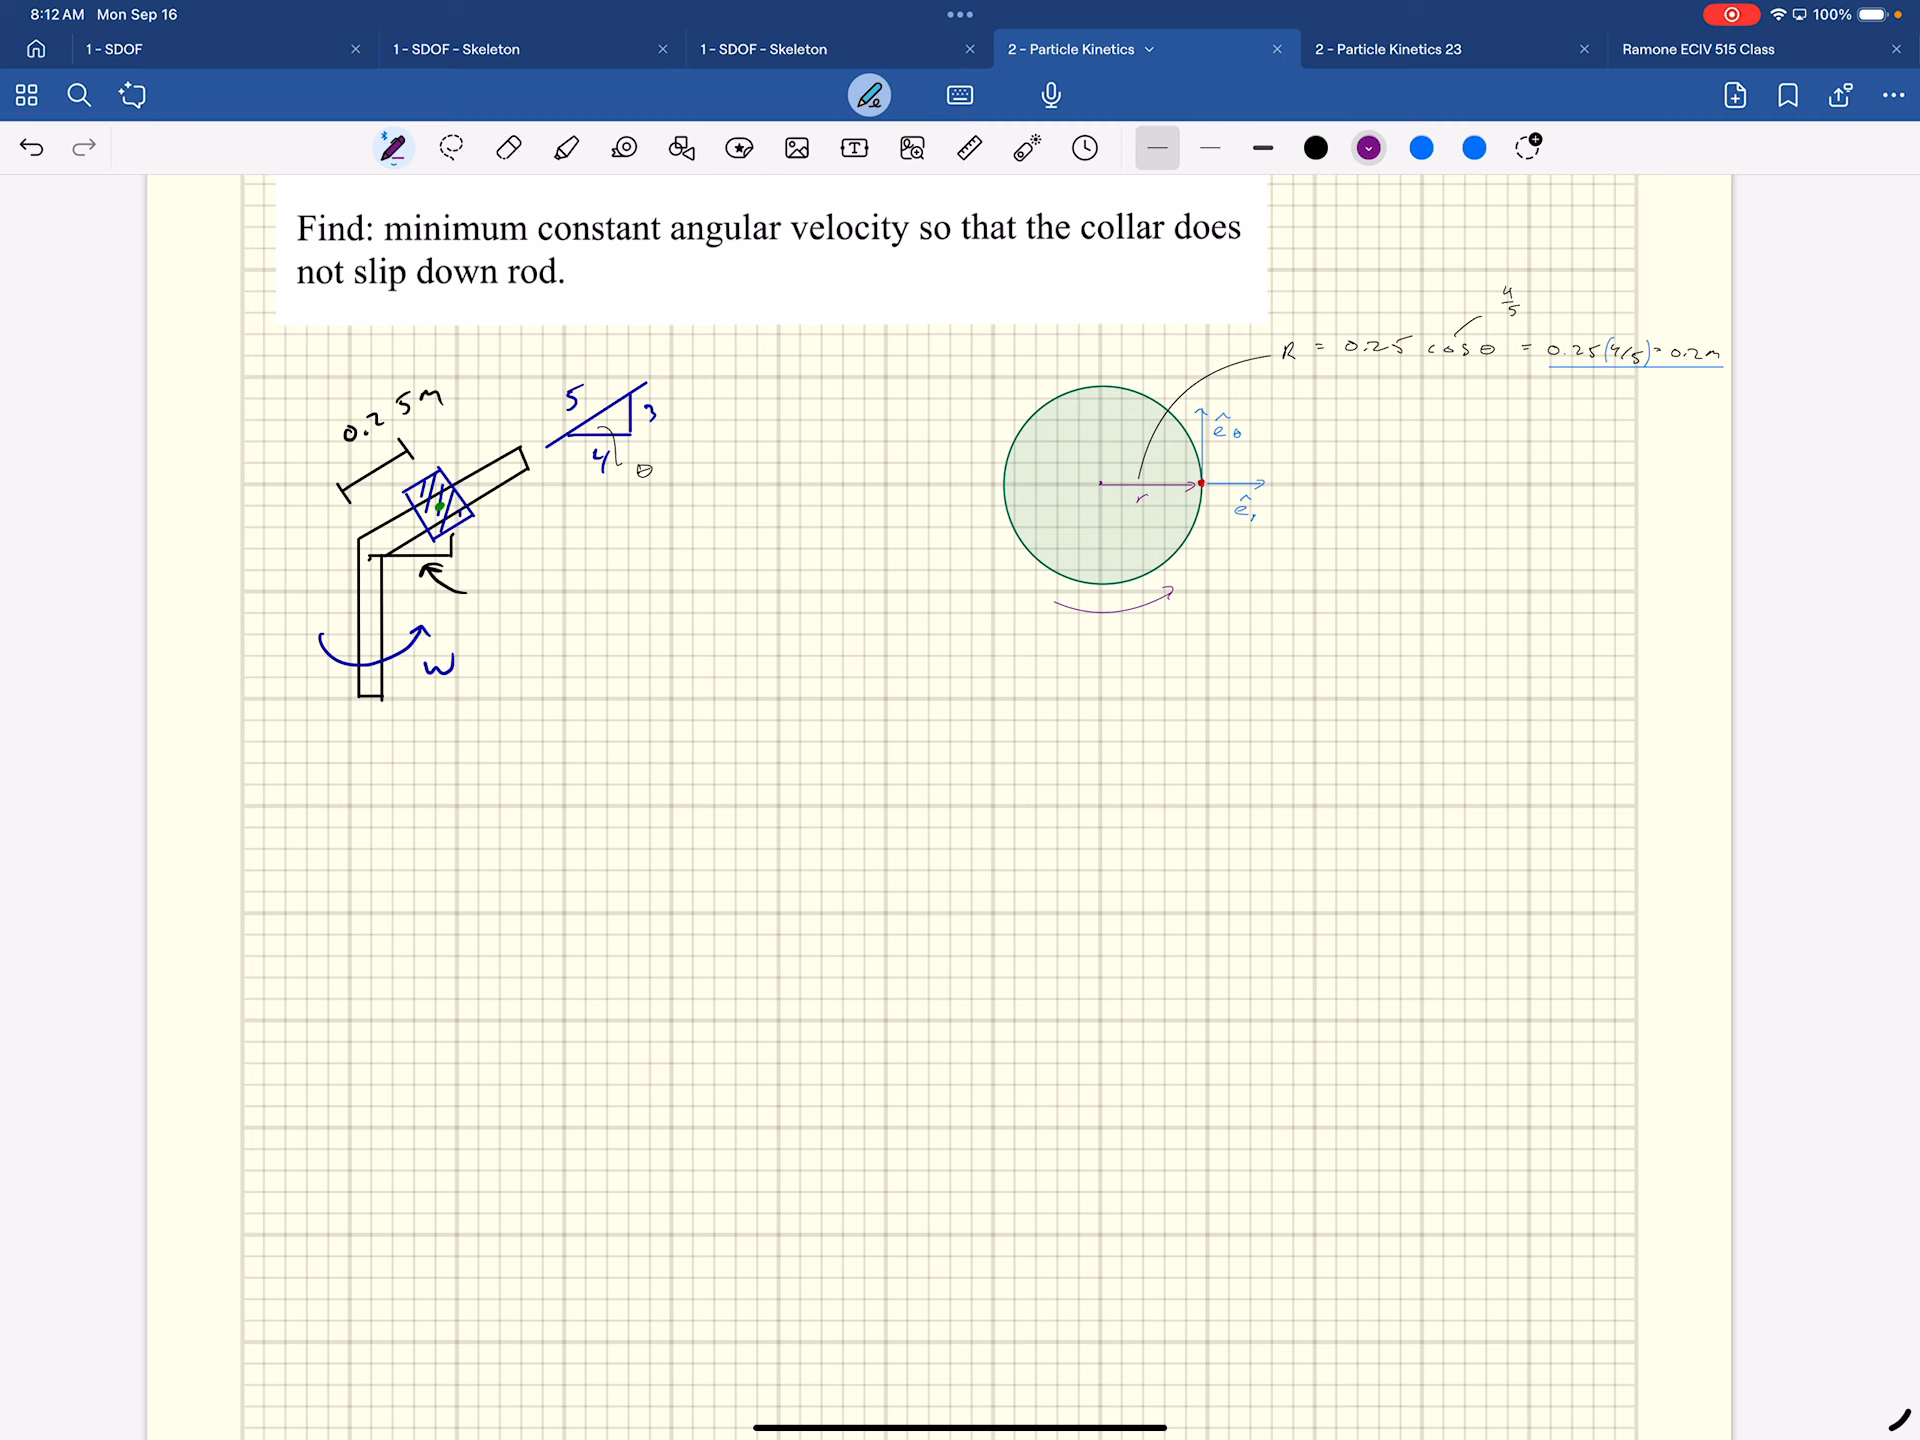 8:12 AM Mon Sep 16
100%
1 - SDOF
1 - SDOF - Skeleton
1 - SDOF - Skeleton
2 - Particle Kinetics
2 - Particle Kinetics 23
Ramone ECIV 515 Class
Find: minimum constant angular velocity so that the collar does
not slip down rod.
4/5
R = 0.25 cos θ = 0.25(4/5) = 0.2m
0.25m
5
3
4
θ
ê θ
r
ê r
W